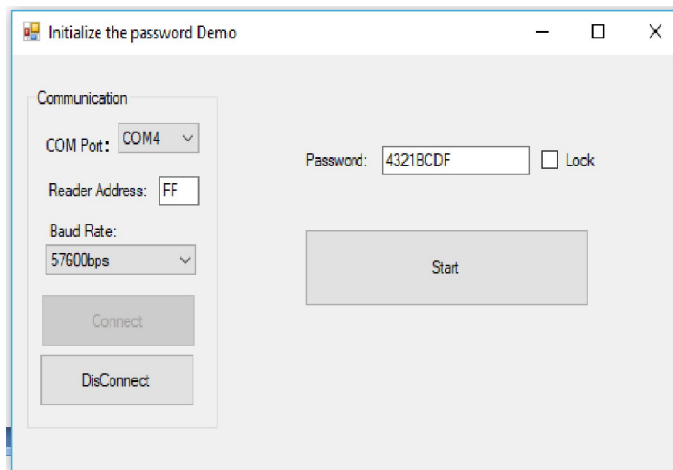 Initialize the password Demo
Communication
COM Port: COM4
Reader Address: FF
Baud Rate:
57600bps
Connect
DisConnect
Password: 4321BCDF Lock
Start